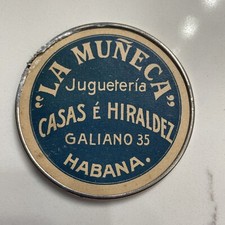 "LA MUÑECA"
Juguetería
CASAS É HIRALDEZ
GALIANO 35
HABANA.